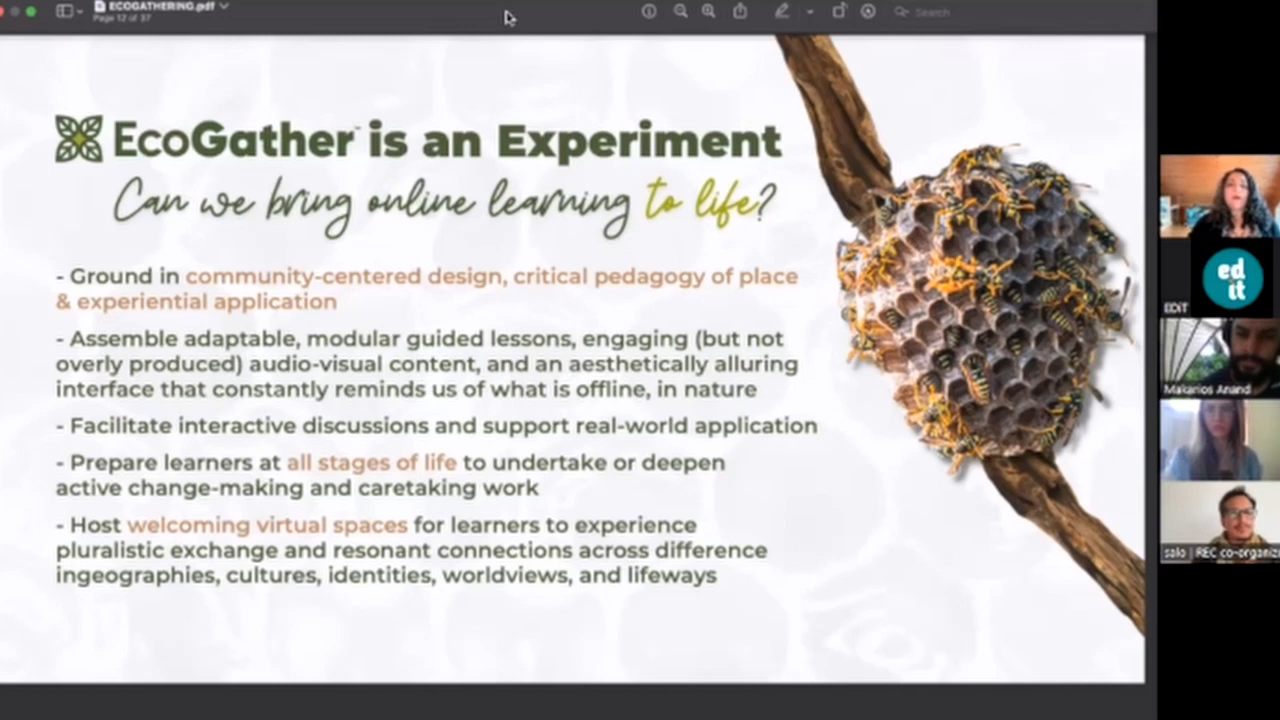 ECOGATHERING.pdf
Page 12 of 37
Search
EcoGather™ is an Experiment
Can we bring online learning to life?
- Ground in community-centered design, critical pedagogy of place
& experiential application
- Assemble adaptable, modular guided lessons, engaging (but not
overly produced) audio-visual content, and an aesthetically alluring
interface that constantly reminds us of what is offline, in nature
- Facilitate interactive discussions and support real-world application
- Prepare learners at all stages of life to undertake or deepen
active change-making and caretaking work
- Host welcoming virtual spaces for learners to experience
pluralistic exchange and resonant connections across difference
ingeographies, cultures, identities, worldviews, and lifeways
ed
it
EDiT
Makarios Anand
salo | REC co-organiz